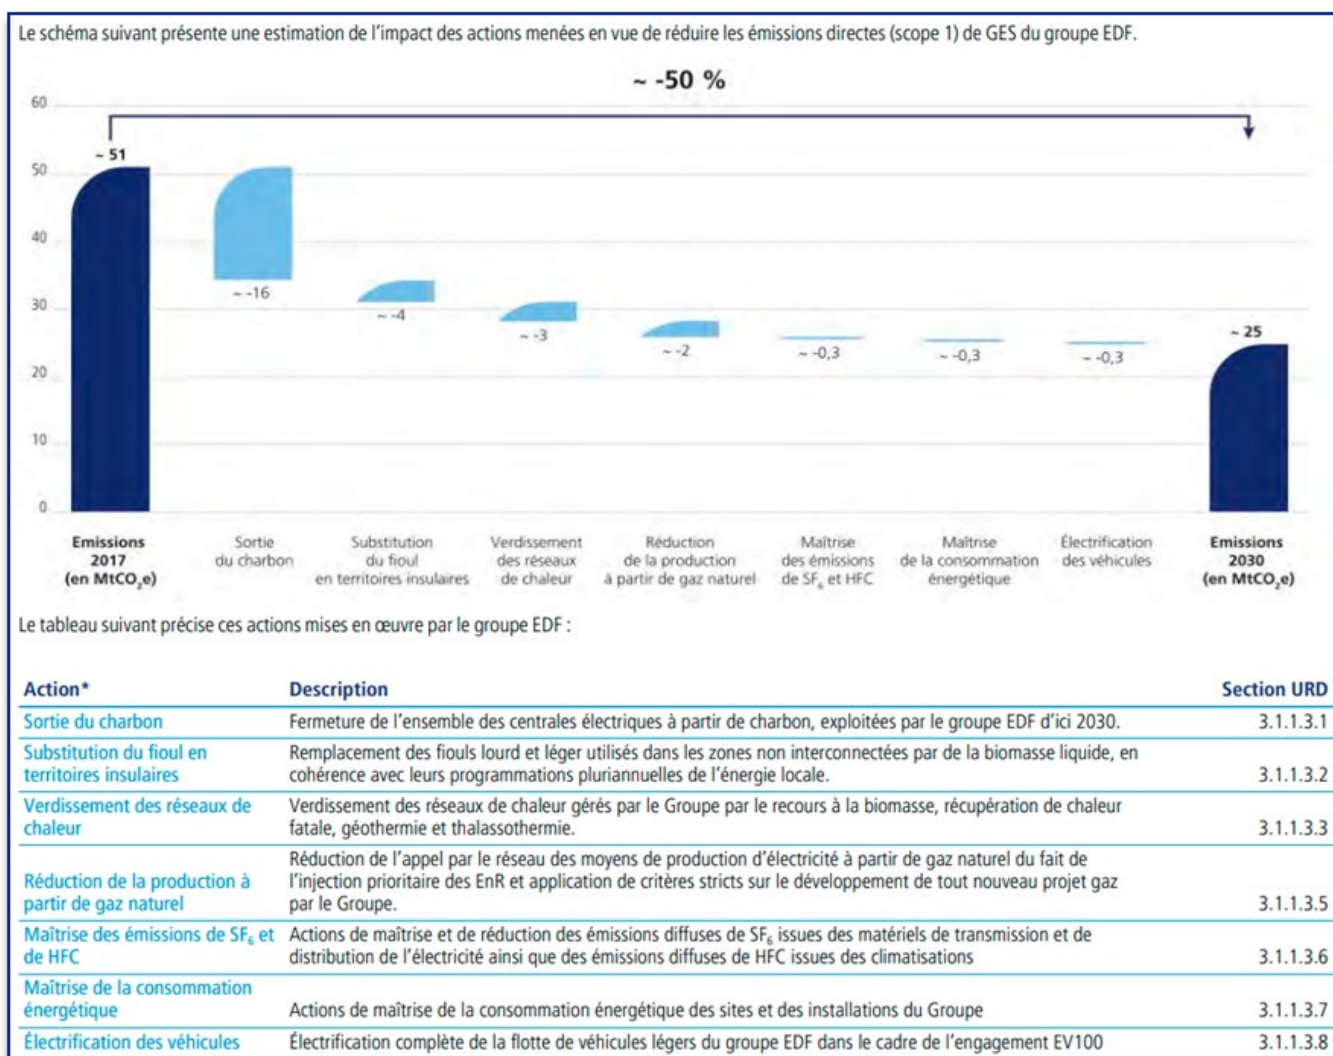 Le schéma suivant présente une estimation de l'impact des actions menées en vue de réduire les émissions directes (scope 1) de GES du groupe EDF.
~ -50 %
60
50
40
30
20
10
0
~ 51
~ -16
~ -4
~ -3
~ -2
~ -0,3
~ -0,3
~ -0,3
~ 25
Emissions
2017
(en MtCO₂e)
Sortie
du charbon
Substitution
du fioul
en territoires insulaires
Verdissement
des réseaux
de chaleur
Réduction
de la production
à partir de gaz naturel
Maîtrise
des émissions
de SF₆ et HFC
Maîtrise
de la consommation
énergétique
Électrification
des véhicules
Emissions
2030
(en MtCO₂e)
Le tableau suivant précise ces actions mises en œuvre par le groupe EDF :
Action* Description Section URD
Sortie du charbon Fermeture de l'ensemble des centrales électriques à partir de charbon, exploitées par le groupe EDF d'ici 2030. 3.1.1.3.1
Substitution du fioul en
territoires insulaires
Remplacement des fiouls lourd et léger utilisés dans les zones non interconnectées par de la biomasse liquide, en
cohérence avec leurs programmations pluriannuelles de l'énergie locale. 3.1.1.3.2
Verdissement des réseaux de
chaleur
Verdissement des réseaux de chaleur gérés par le Groupe par le recours à la biomasse, récupération de chaleur
fatale, géothermie et thalassothermie. 3.1.1.3.3
Réduction de la production à
partir de gaz naturel
Réduction de l'appel par le réseau des moyens de production d'électricité à partir de gaz naturel du fait de
l'injection prioritaire des EnR et application de critères stricts sur le développement de tout nouveau projet gaz
par le Groupe. 3.1.1.3.5
Maîtrise des émissions de SF₆ et
de HFC
Actions de maîtrise et de réduction des émissions diffuses de SF₆ issues des matériels de transmission et de
distribution de l'électricité ainsi que des émissions diffuses de HFC issues des climatisations 3.1.1.3.6
Maîtrise de la consommation
énergétique
Actions de maîtrise de la consommation énergétique des sites et des installations du Groupe 3.1.1.3.7
Électrification des véhicules Électrification complète de la flotte de véhicules légers du groupe EDF dans le cadre de l'engagement EV100 3.1.1.3.8